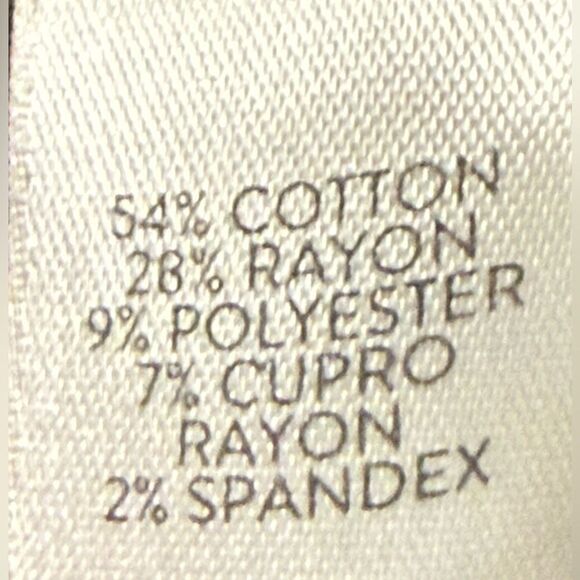 54% COTTON
28% RAYON
9% POLYESTER
7% CUPRO
RAYON
2% SPANDEX